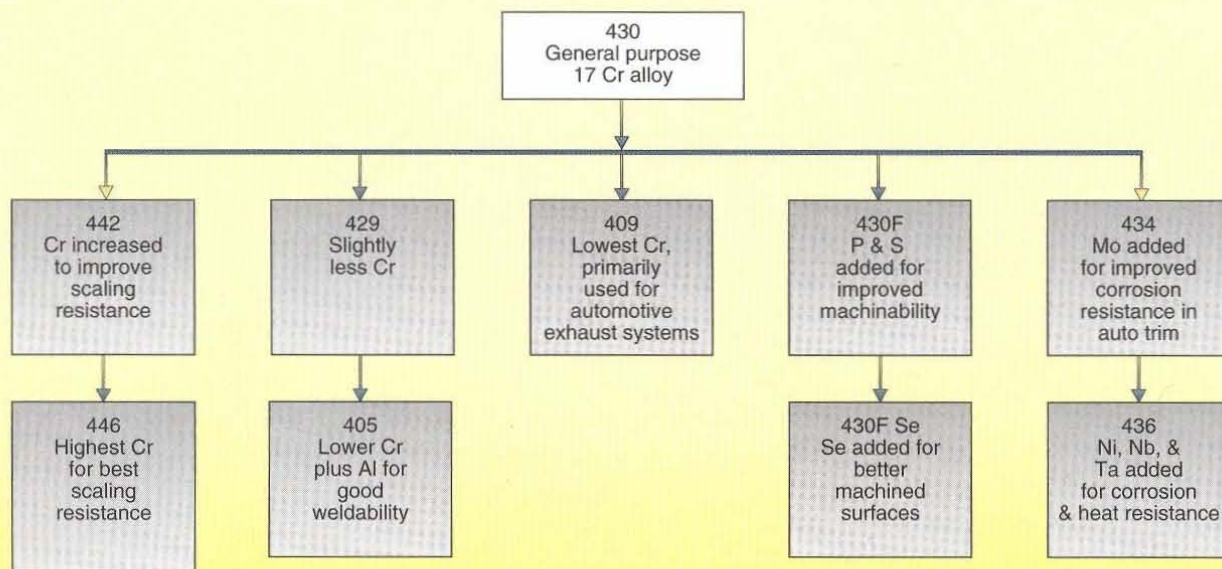 430
General purpose
17 Cr alloy
442
Cr increased
to improve
scaling
resistance
429
Slightly
less Cr
409
Lowest Cr,
primarily
used for
automotive
exhaust systems
430F
P & S
added for
improved
machinability
434
Mo added
for improved
corrosion
resistance in
auto trim
446
Highest Cr
for best
scaling
resistance
405
Lower Cr
plus Al for
good
weldability
430F Se
Se added for
better
machined
surfaces
436
Ni, Nb, &
Ta added
for corrosion
& heat resistance